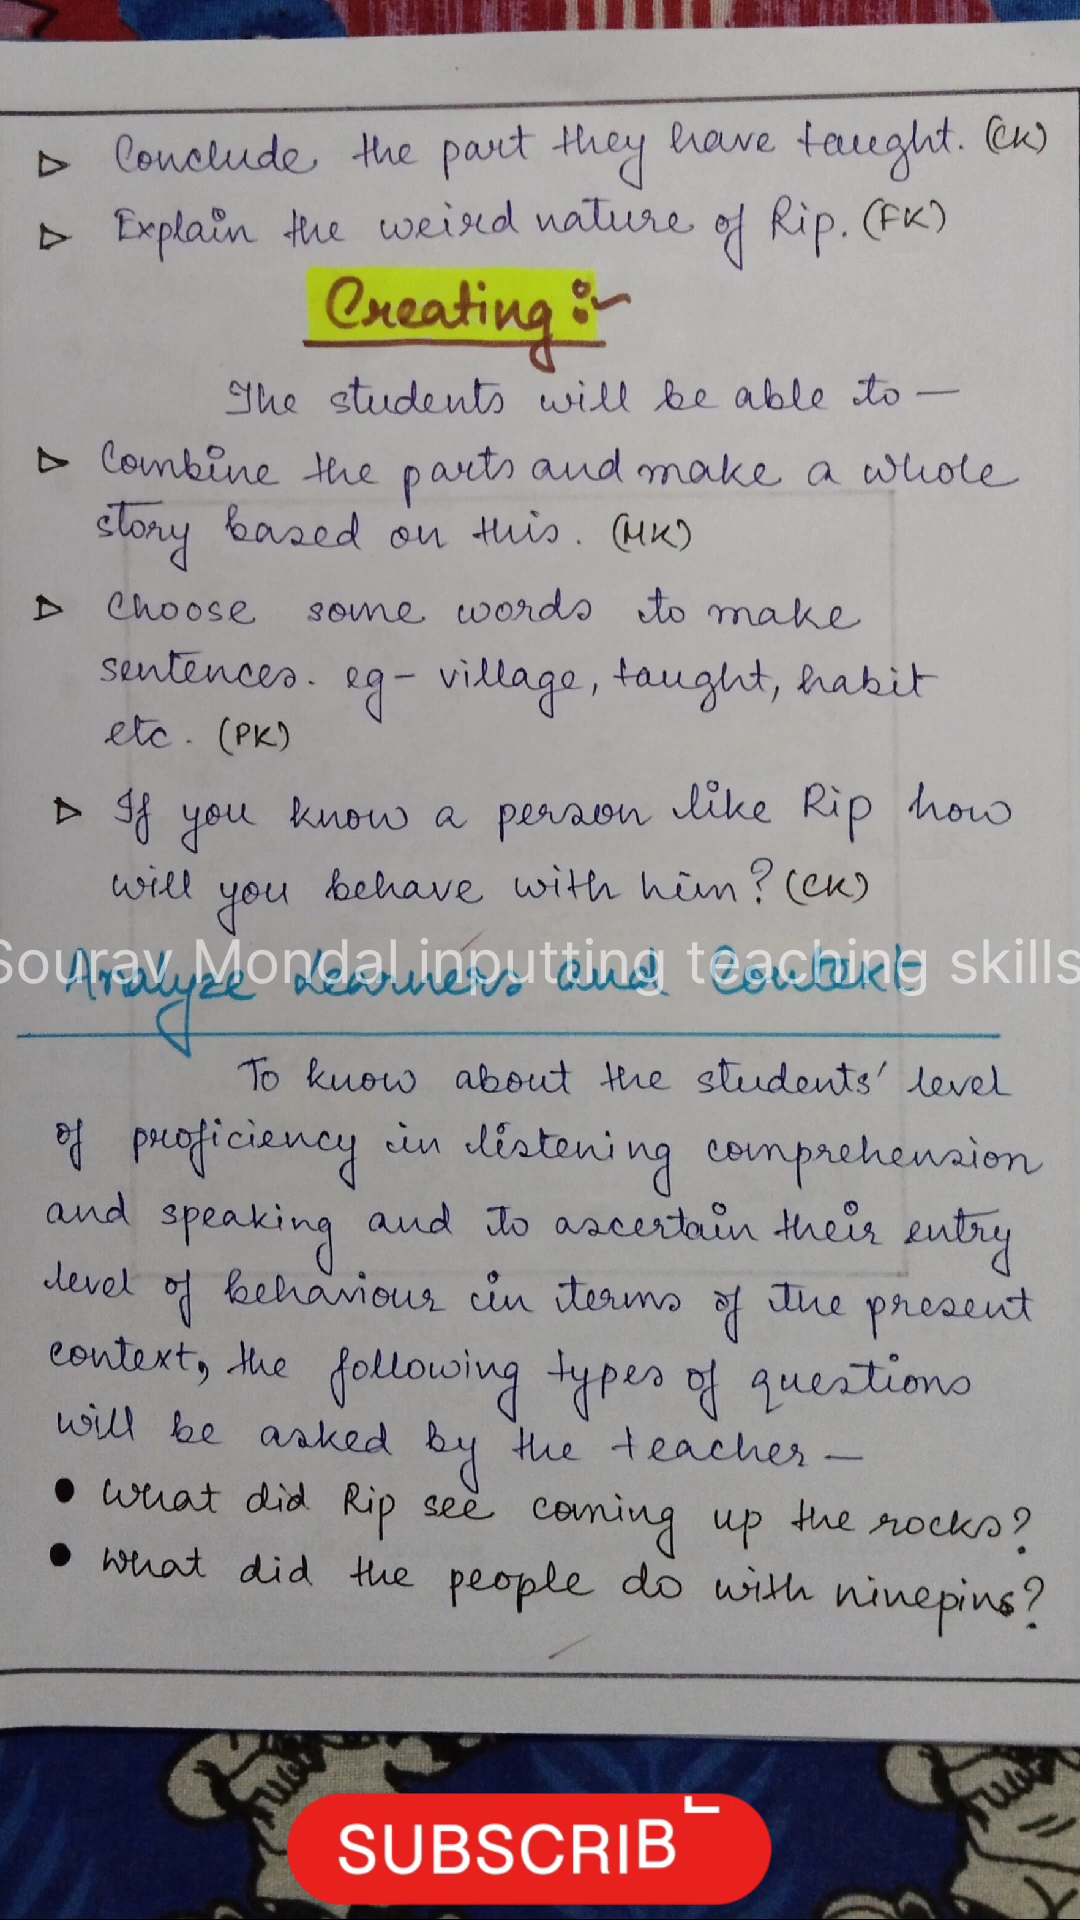 ▷ Conclude the part they have taught. (CK)
▷ Explain the weird nature of Rip. (FK)
Creating :-
The students will be able to —
▷ Combine the parts and make a whole
story based on this. (MK)
▷ Choose some words to make
sentences. eg- village, taught, habit
etc. (PK)
▷ If you know a person like Rip how
will you behave with him? (CK)
Sourav Mondal inputting teaching skills
Analyze Learners and Context
To know about the students' level
of proficiency in listening comprehension
and speaking and to ascertain their entry
level of behaviour in terms of the present
context, the following types of questions
will be asked by the teacher —
• What did Rip see coming up the rocks?
• What did the people do with ninepins?
SUBSCRIBE